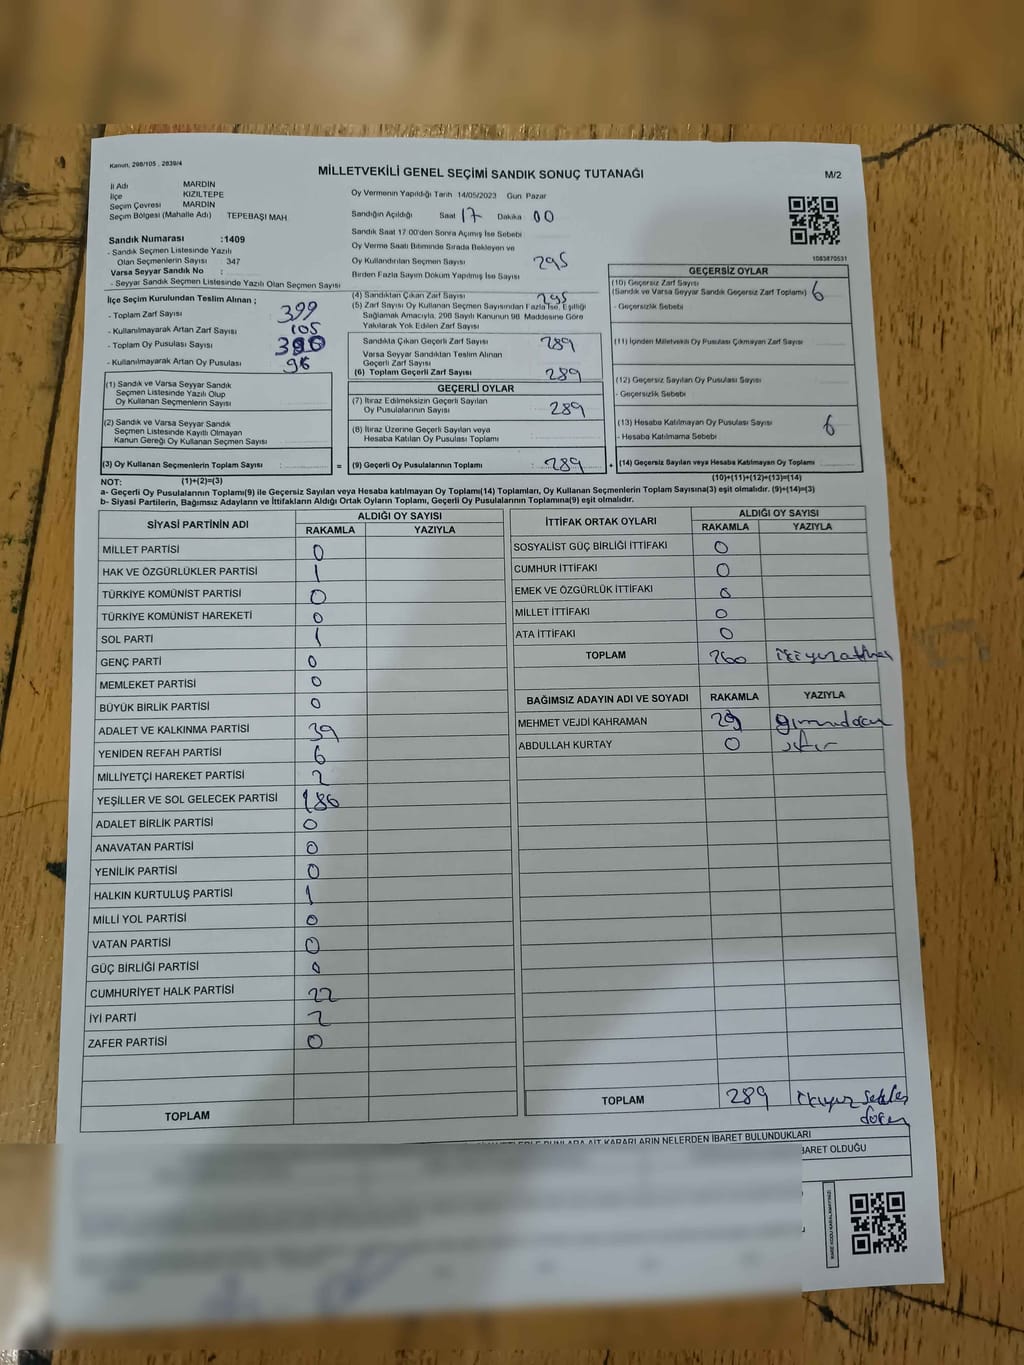 Kanun, 298/105 . 2839/4
MİLLETVEKİLİ GENEL SEÇİMİ SANDIK SONUÇ TUTANAĞI
M/2
İl Adı MARDİN
İlçe KIZILTEPE
Seçim Çevresi MARDİN
Seçim Bölgesi (Mahalle Adı) TEPEBAŞI MAH.
Sandık Numarası :1409
- Sandık Seçmen Listesinde Yazılı
Olan Seçmenlerin Sayısı : 347
Varsa Seyyar Sandık No :
- Seyyar Sandık Seçmen Listesinde Yazılı Olan Seçmen Sayısı
Oy Vermenin Yapıldığı Tarih 14/05/2023 Gün Pazar
Sandığın Açıldığı Saat 17 Dakika 00
Sandık Saat 17.00'den Sonra Açılmış İse Sebebi
Oy Verme Saati Bitiminde Sırada Bekleyen ve
Oy Kullandırılan Seçmen Sayısı 295
Birden Fazla Sayım Döküm Yapılmış İse Sayısı
1083870531
İlçe Seçim Kurulundan Teslim Alınan ;
- Toplam Zarf Sayısı 399
- Kullanılmayarak Artan Zarf Sayısı 105
- Toplam Oy Pusulası Sayısı
- Kullanılmayarak Artan Oy Pusulası 96
(1) Sandık ve Varsa Seyyar Sandık
Seçmen Listesinde Yazılı Olup
Oy Kullanan Seçmenlerin Sayısı
(2) Sandık ve Varsa Seyyar Sandık
Seçmen Listesinde Kayıtlı Olmayan
Kanun Gereği Oy Kullanan Seçmen Sayısı
(3) Oy Kullanan Seçmenlerin Toplam Sayısı :
(4) Sandıktan Çıkan Zarf Sayısı 295
(5) Zarf Sayısı Oy Kullanan Seçmen Sayısından Fazla İse, Eşitliği
Sağlamak Amacıyla, 298 Sayılı Kanunun 98. Maddesine Göre
Yakılarak Yok Edilen Zarf Sayısı
Sandıkta Çıkan Geçerli Zarf Sayısı 289
Varsa Seyyar Sandıktan Teslim Alınan
Geçerli Zarf Sayısı
(6) Toplam Geçerli Zarf Sayısı 289
GEÇERLİ OYLAR
(7) İtiraz Edilmeksizin Geçerli Sayılan
Oy Pusulalarının Sayısı 289
(8) İtiraz Üzerine Geçerli Sayılan veya
Hesaba Katılan Oy Pusulası Toplamı
= (9) Geçerli Oy Pusulalarının Toplamı : 289 +
GEÇERSİZ OYLAR
(10) Geçersiz Zarf Sayısı
(Sandık ve Varsa Seyyar Sandık Geçersiz Zarf Toplamı) 6
- Geçersizlik Sebebi
(11) İçinden Milletvekili Oy Pusulası Çıkmayan Zarf Sayısı
(12) Geçersiz Sayılan Oy Pusulası Sayısı
- Geçersizlik Sebebi
(13) Hesaba Katılmayan Oy Pusulası Sayısı 6
- Hesaba Katılmama Sebebi
(14) Geçersiz Sayılan veya Hesaba Katılmayan Oy Toplamı
NOT: (1)+(2)=(3) (10)+(11)+(12)+(13)=(14)
a- Geçerli Oy Pusulalarının Toplamı(9) ile Geçersiz Sayılan veya Hesaba katılmayan Oy Toplamı(14) Toplamları, Oy Kullanan Seçmenlerin Toplam Sayısına(3) eşit olmalıdır. (9)+(14)=(3)
b- Siyasi Partilerin, Bağımsız Adayların ve İttifakların Aldığı Ortak Oyların Toplamı, Geçerli Oy Pusulalarının Toplamına(9) eşit olmalıdır.
SİYASİ PARTİNİN ADI ALDIĞI OY SAYISI
RAKAMLA YAZIYLA
MİLLET PARTİSİ 0
HAK VE ÖZGÜRLÜKLER PARTİSİ 1
TÜRKİYE KOMÜNİST PARTİSİ 0
TÜRKİYE KOMÜNİST HAREKETİ 0
SOL PARTİ 1
GENÇ PARTİ 0
MEMLEKET PARTİSİ 0
BÜYÜK BİRLİK PARTİSİ 0
ADALET VE KALKINMA PARTİSİ 39
YENİDEN REFAH PARTİSİ 6
MİLLİYETÇİ HAREKET PARTİSİ 2
YEŞİLLER VE SOL GELECEK PARTİSİ 186
ADALET BİRLİK PARTİSİ 0
ANAVATAN PARTİSİ 0
YENİLİK PARTİSİ 0
HALKIN KURTULUŞ PARTİSİ 1
MİLLİ YOL PARTİSİ 0
VATAN PARTİSİ 0
GÜÇ BİRLİĞİ PARTİSİ 0
CUMHURİYET HALK PARTİSİ 22
İYİ PARTİ 2
ZAFER PARTİSİ 0
TOPLAM
İTTİFAK ORTAK OYLARI ALDIĞI OY SAYISI
RAKAMLA YAZIYLA
SOSYALİST GÜÇ BİRLİĞİ İTTİFAKI 0
CUMHUR İTTİFAKI 0
EMEK VE ÖZGÜRLÜK İTTİFAKI 0
MİLLET İTTİFAKI 0
ATA İTTİFAKI 0
TOPLAM 260
BAĞIMSIZ ADAYIN ADI VE SOYADI RAKAMLA YAZIYLA
MEHMET VEJDİ KAHRAMAN 29
ABDULLAH KURTAY 0 sıfır
TOPLAM 289
KARARLARIN NELERDEN İBARET BULUNDUKLARI
BARET OLDUĞU